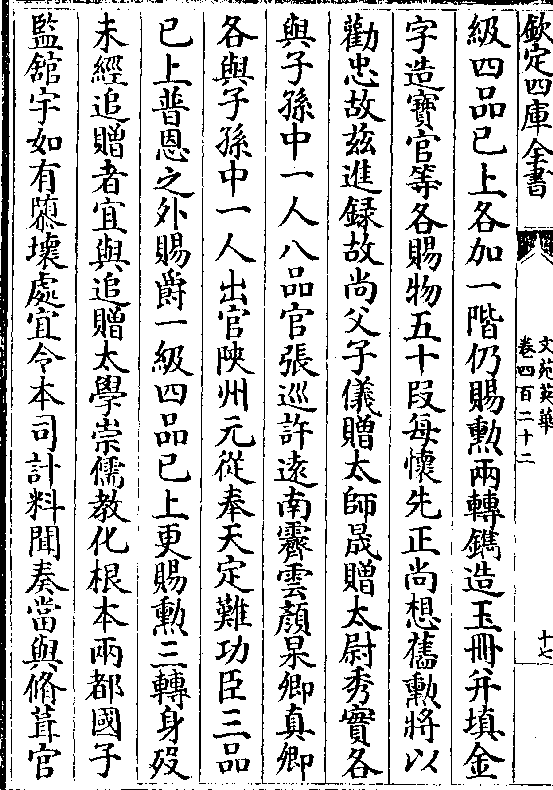 欽定四庫全書
文苑英華
卷四百二十二
十七
級四品已上各加一階仍賜勲兩轉鐫造玉冊并填金
字造寶官等各賜物五十段每懷先正尚想舊勲將以
勸忠故兹進録故尚父子儀贈太師晟贈太尉秀實各
與子孫中一人八品官張巡許逺南霽雲顔杲卿真卿
各與子孫中一人出官陜州元從奉天定難功臣三品
已上普恩之外賜爵一級四品已上更賜勲三轉身歿
未經追贈者宜與追贈太學崇儒教化根本兩都國子
監舘宇如有隳壞處宜令本司計料聞奏當與脩葺官